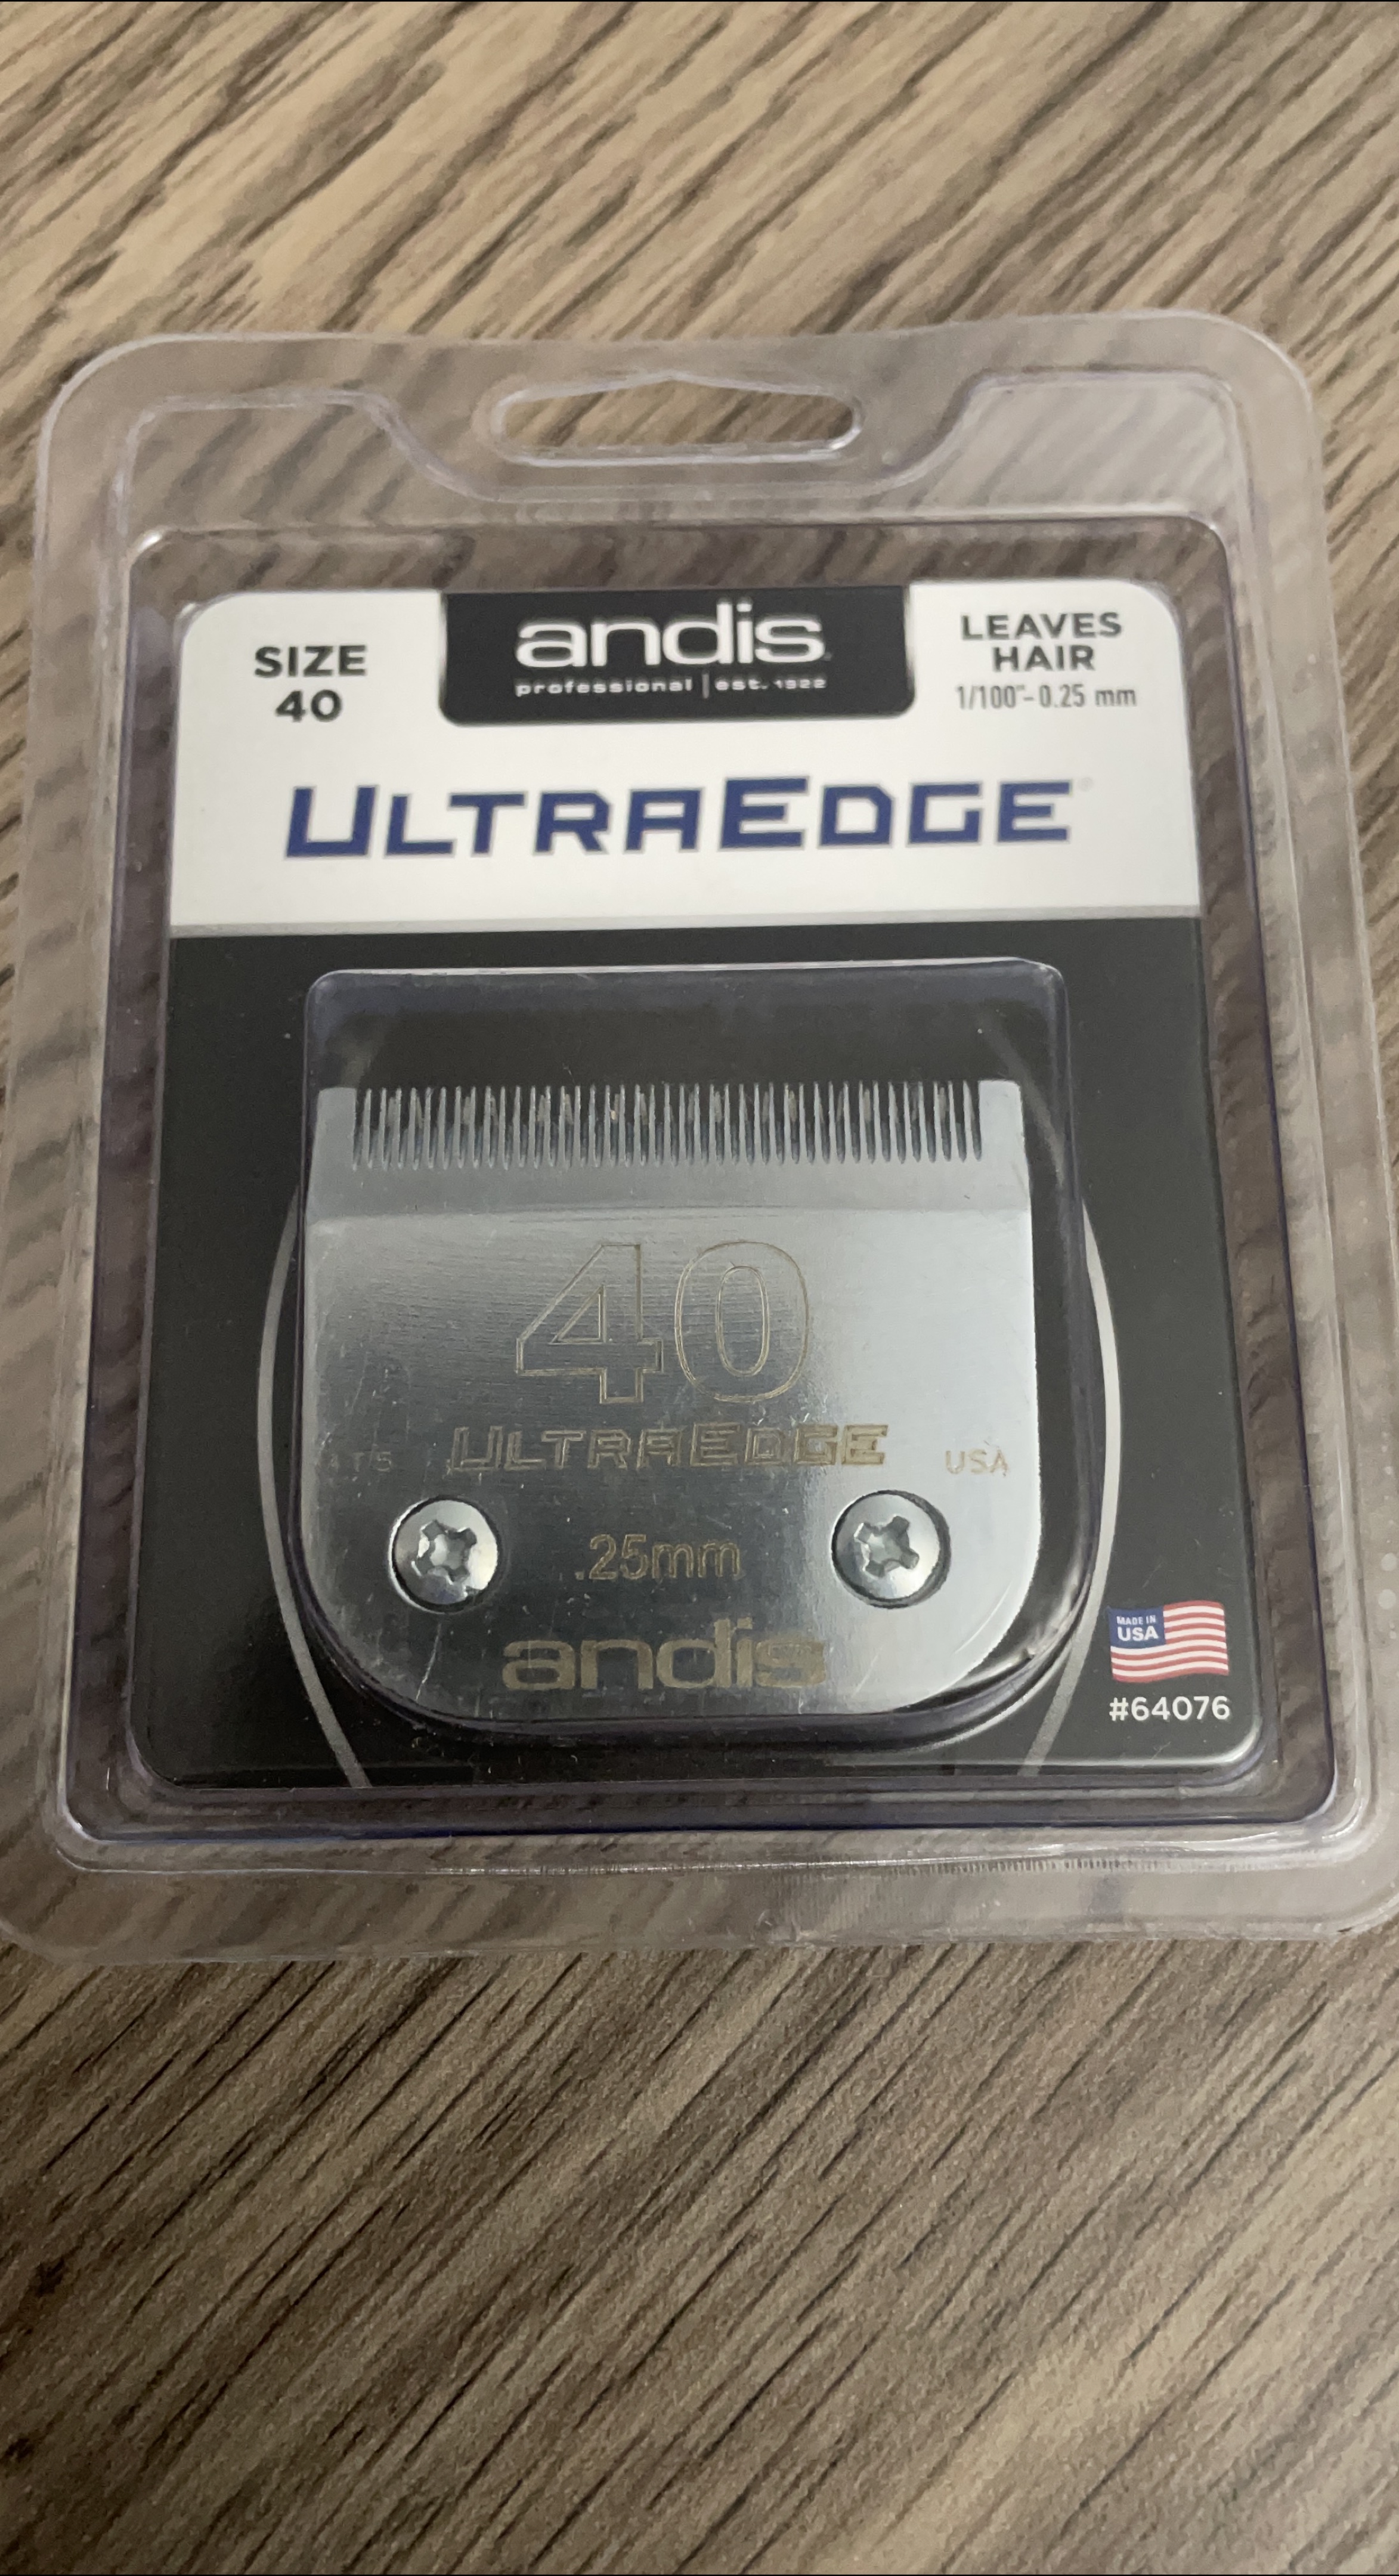 SIZE
40
andis
professional | est. 1922
LEAVES
HAIR
1/100"- 0.25 mm
ULTRAEDGE®
40
ULTRAEDGE
USA
.25mm
andis
MADE IN
USA
#64076